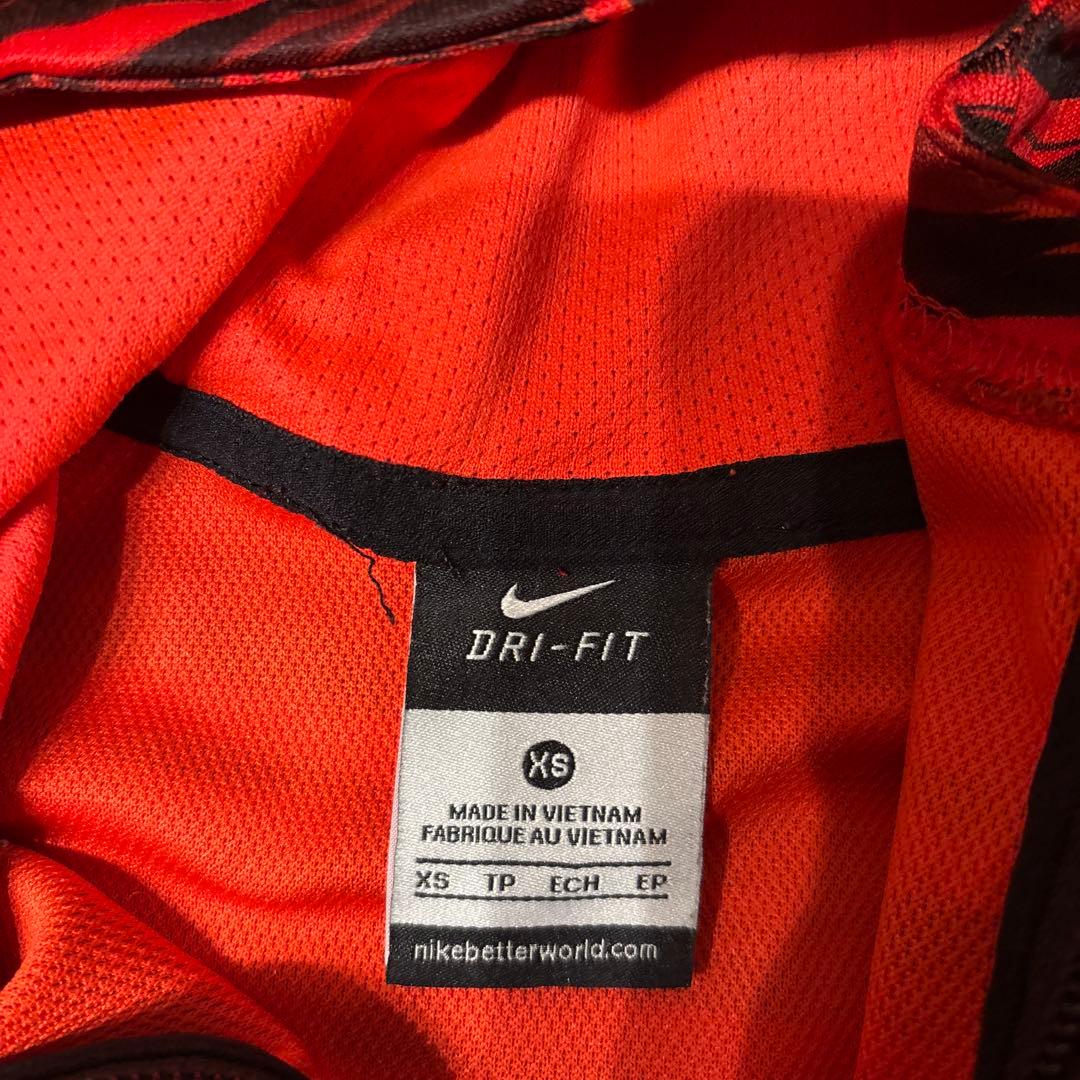 DRI-FIT
XS
MADE IN VIETNAM
FABRIQUE AU VIETNAM
XS TP ECH EP
nikebetterworld.com